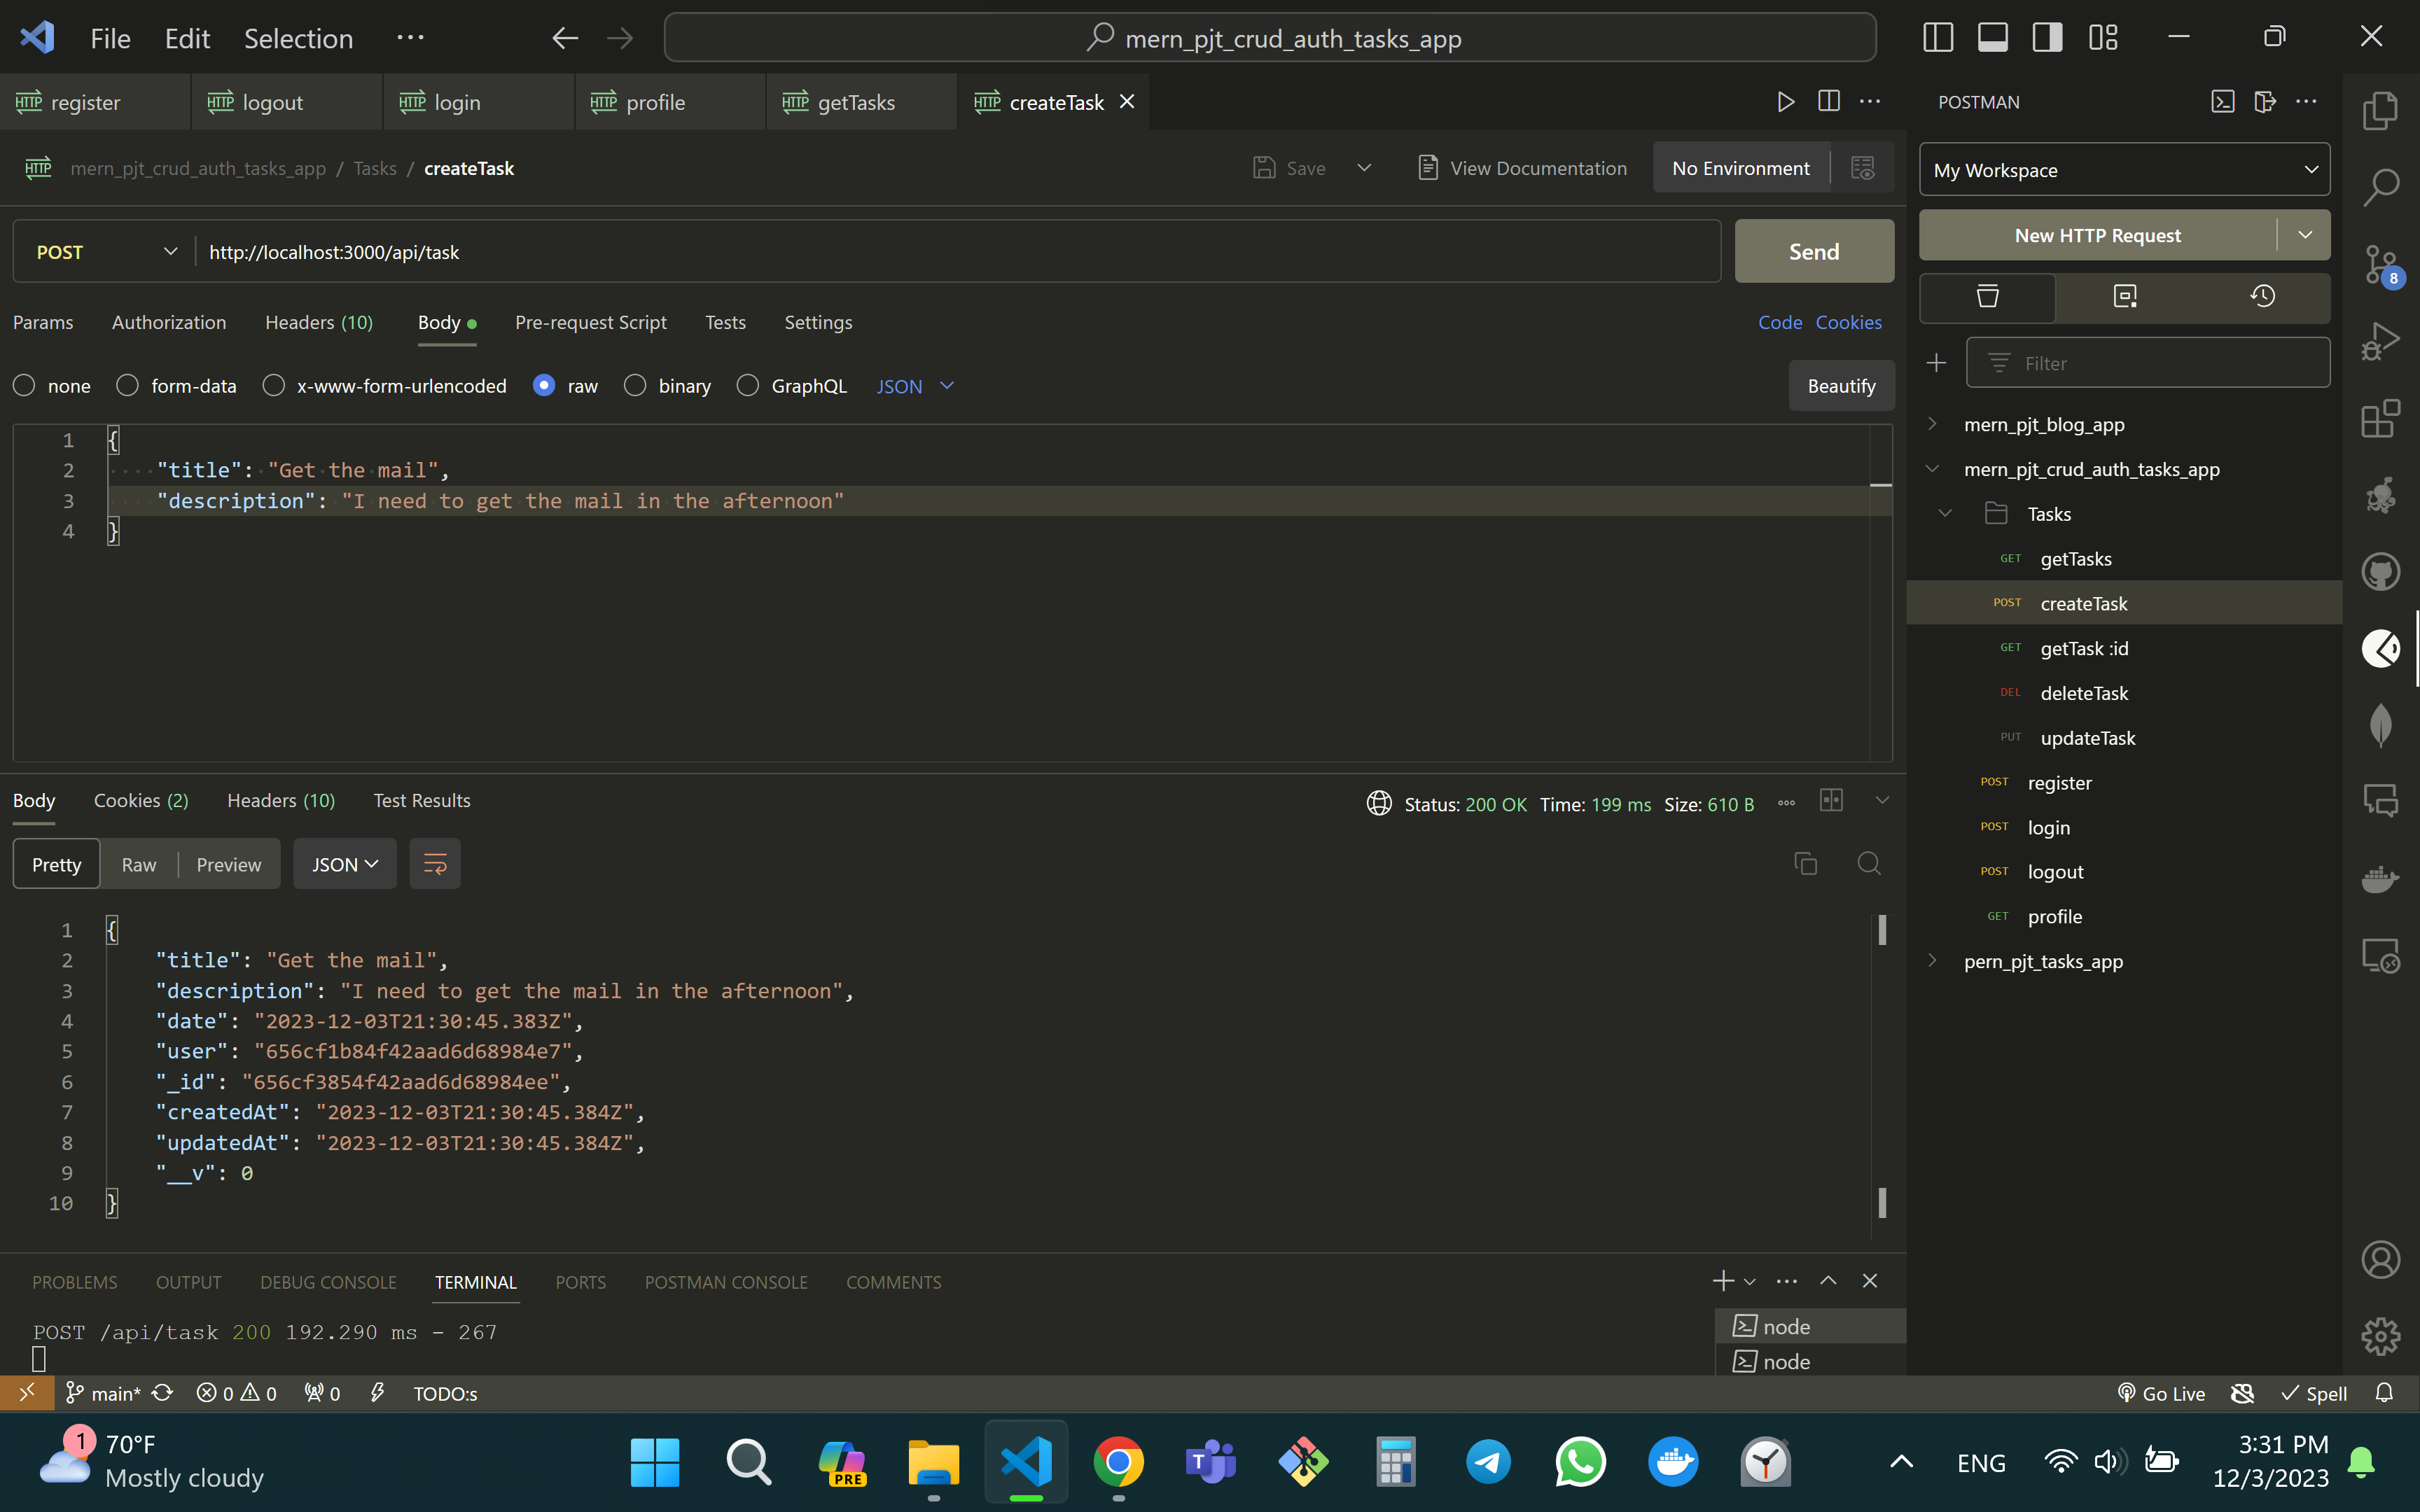 File Edit Selection ··· mern_pjt_crud_auth_tasks_app
HTTP register HTTP logout HTTP login HTTP profile HTTP getTasks HTTP createTask
HTTP mern_pjt_crud_auth_tasks_app / Tasks / createTask Save View Documentation No Environment
POST http://localhost:3000/api/task Send
Params Authorization Headers (10) Body Pre-request Script Tests Settings Code Cookies
none form-data x-www-form-urlencoded raw binary GraphQL JSON Beautify
1 {
2 "title": "Get the mail",
3 "description": "I need to get the mail in the afternoon"
4 }
Body Cookies (2) Headers (10) Test Results Status: 200 OK Time: 199 ms Size: 610 B
Pretty Raw Preview JSON
1 {
2 "title": "Get the mail",
3 "description": "I need to get the mail in the afternoon",
4 "date": "2023-12-03T21:30:45.383Z",
5 "user": "656cf1b84f42aad6d68984e7",
6 "_id": "656cf3854f42aad6d68984ee",
7 "createdAt": "2023-12-03T21:30:45.384Z",
8 "updatedAt": "2023-12-03T21:30:45.384Z",
9 "__v": 0
10 }
PROBLEMS OUTPUT DEBUG CONSOLE TERMINAL PORTS POSTMAN CONSOLE COMMENTS
POST /api/task 200 192.290 ms - 267
node
node
POSTMAN
My Workspace
New HTTP Request
Filter
mern_pjt_blog_app
mern_pjt_crud_auth_tasks_app
Tasks
GET getTasks
POST createTask
GET getTask :id
DEL deleteTask
PUT updateTask
POST register
POST login
POST logout
GET profile
pern_pjt_tasks_app
8
main* 0 0 0 TODO:s Go Live Spell
1 70°F
Mostly cloudy
PRE
T
ENG
3:31 PM
12/3/2023